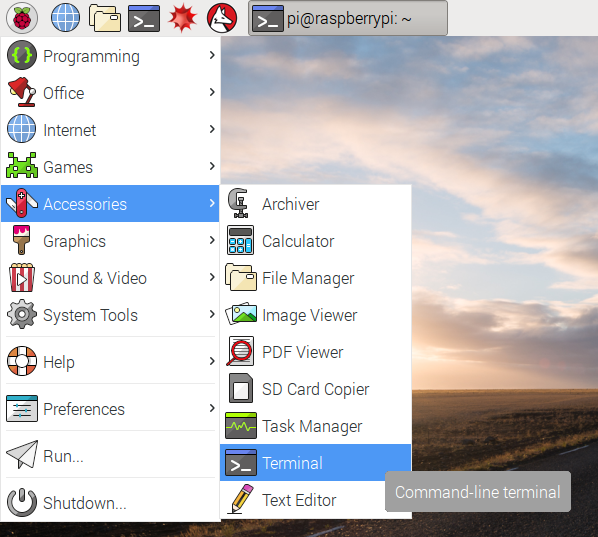 pi@raspberrypi: ~
Programming
Office
Internet
Games
Accessories
Graphics
Sound & Video
System Tools
Help
Preferences
Run...
Shutdown...
Archiver
Calculator
File Manager
Image Viewer
PDF Viewer
SD Card Copier
Task Manager
Terminal
Text Editor
Command-line terminal